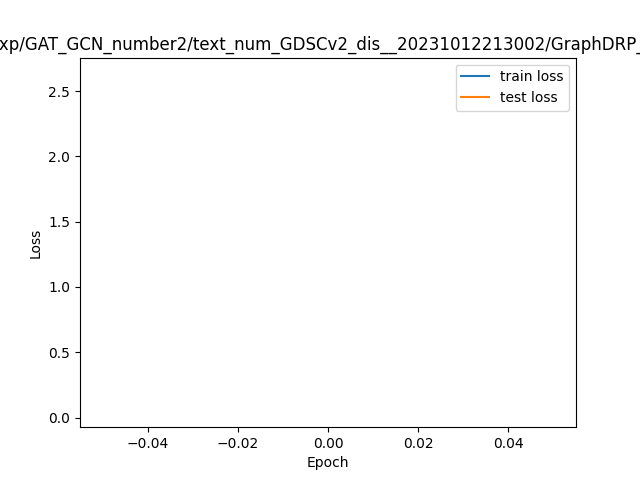 xp/GAT_GCN_number2/text_num_GDSCv2_dis__20231012213002/GraphDRP_
train loss
test loss
2.5
2.0
1.5
1.0
0.5
0.0
Loss
−0.04
−0.02
0.00
0.02
0.04
Epoch